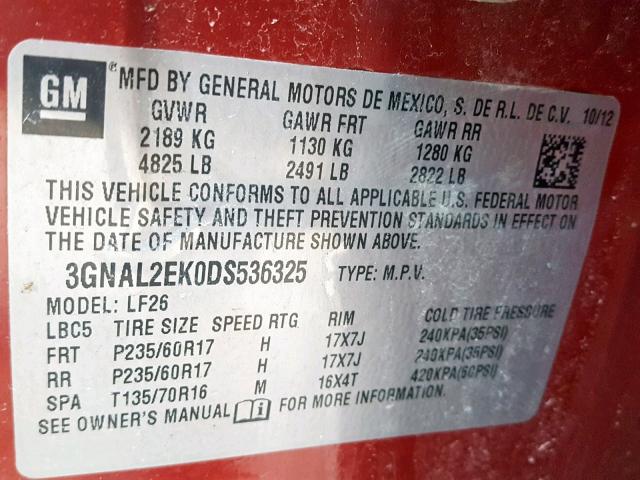 GM
MFD BY GENERAL MOTORS DE MEXICO, S. DE R.L. DE C.V. 10/12
GVWR GAWR FRT GAWR RR
2189 KG 1130 KG 1280 KG
4825 LB 2491 LB 2822 LB
THIS VEHICLE CONFORMS TO ALL APPLICABLE U.S. FEDERAL MOTOR
VEHICLE SAFETY AND THEFT PREVENTION STANDARDS IN EFFECT ON
THE DATE OF MANUFACTURE SHOWN ABOVE.
3GNAL2EK0DS536325 TYPE: M.P.V.
MODEL: LF26
LBC5 TIRE SIZE SPEED RTG RIM COLD TIRE PRESSURE
FRT P235/60R17 H 17X7J 240KPA(35PSI)
RR P235/60R17 H 17X7J 240KPA(35PSI)
SPA T135/70R16 M 16X4T 420KPA(60PSI)
SEE OWNER'S MANUAL FOR MORE INFORMATION.